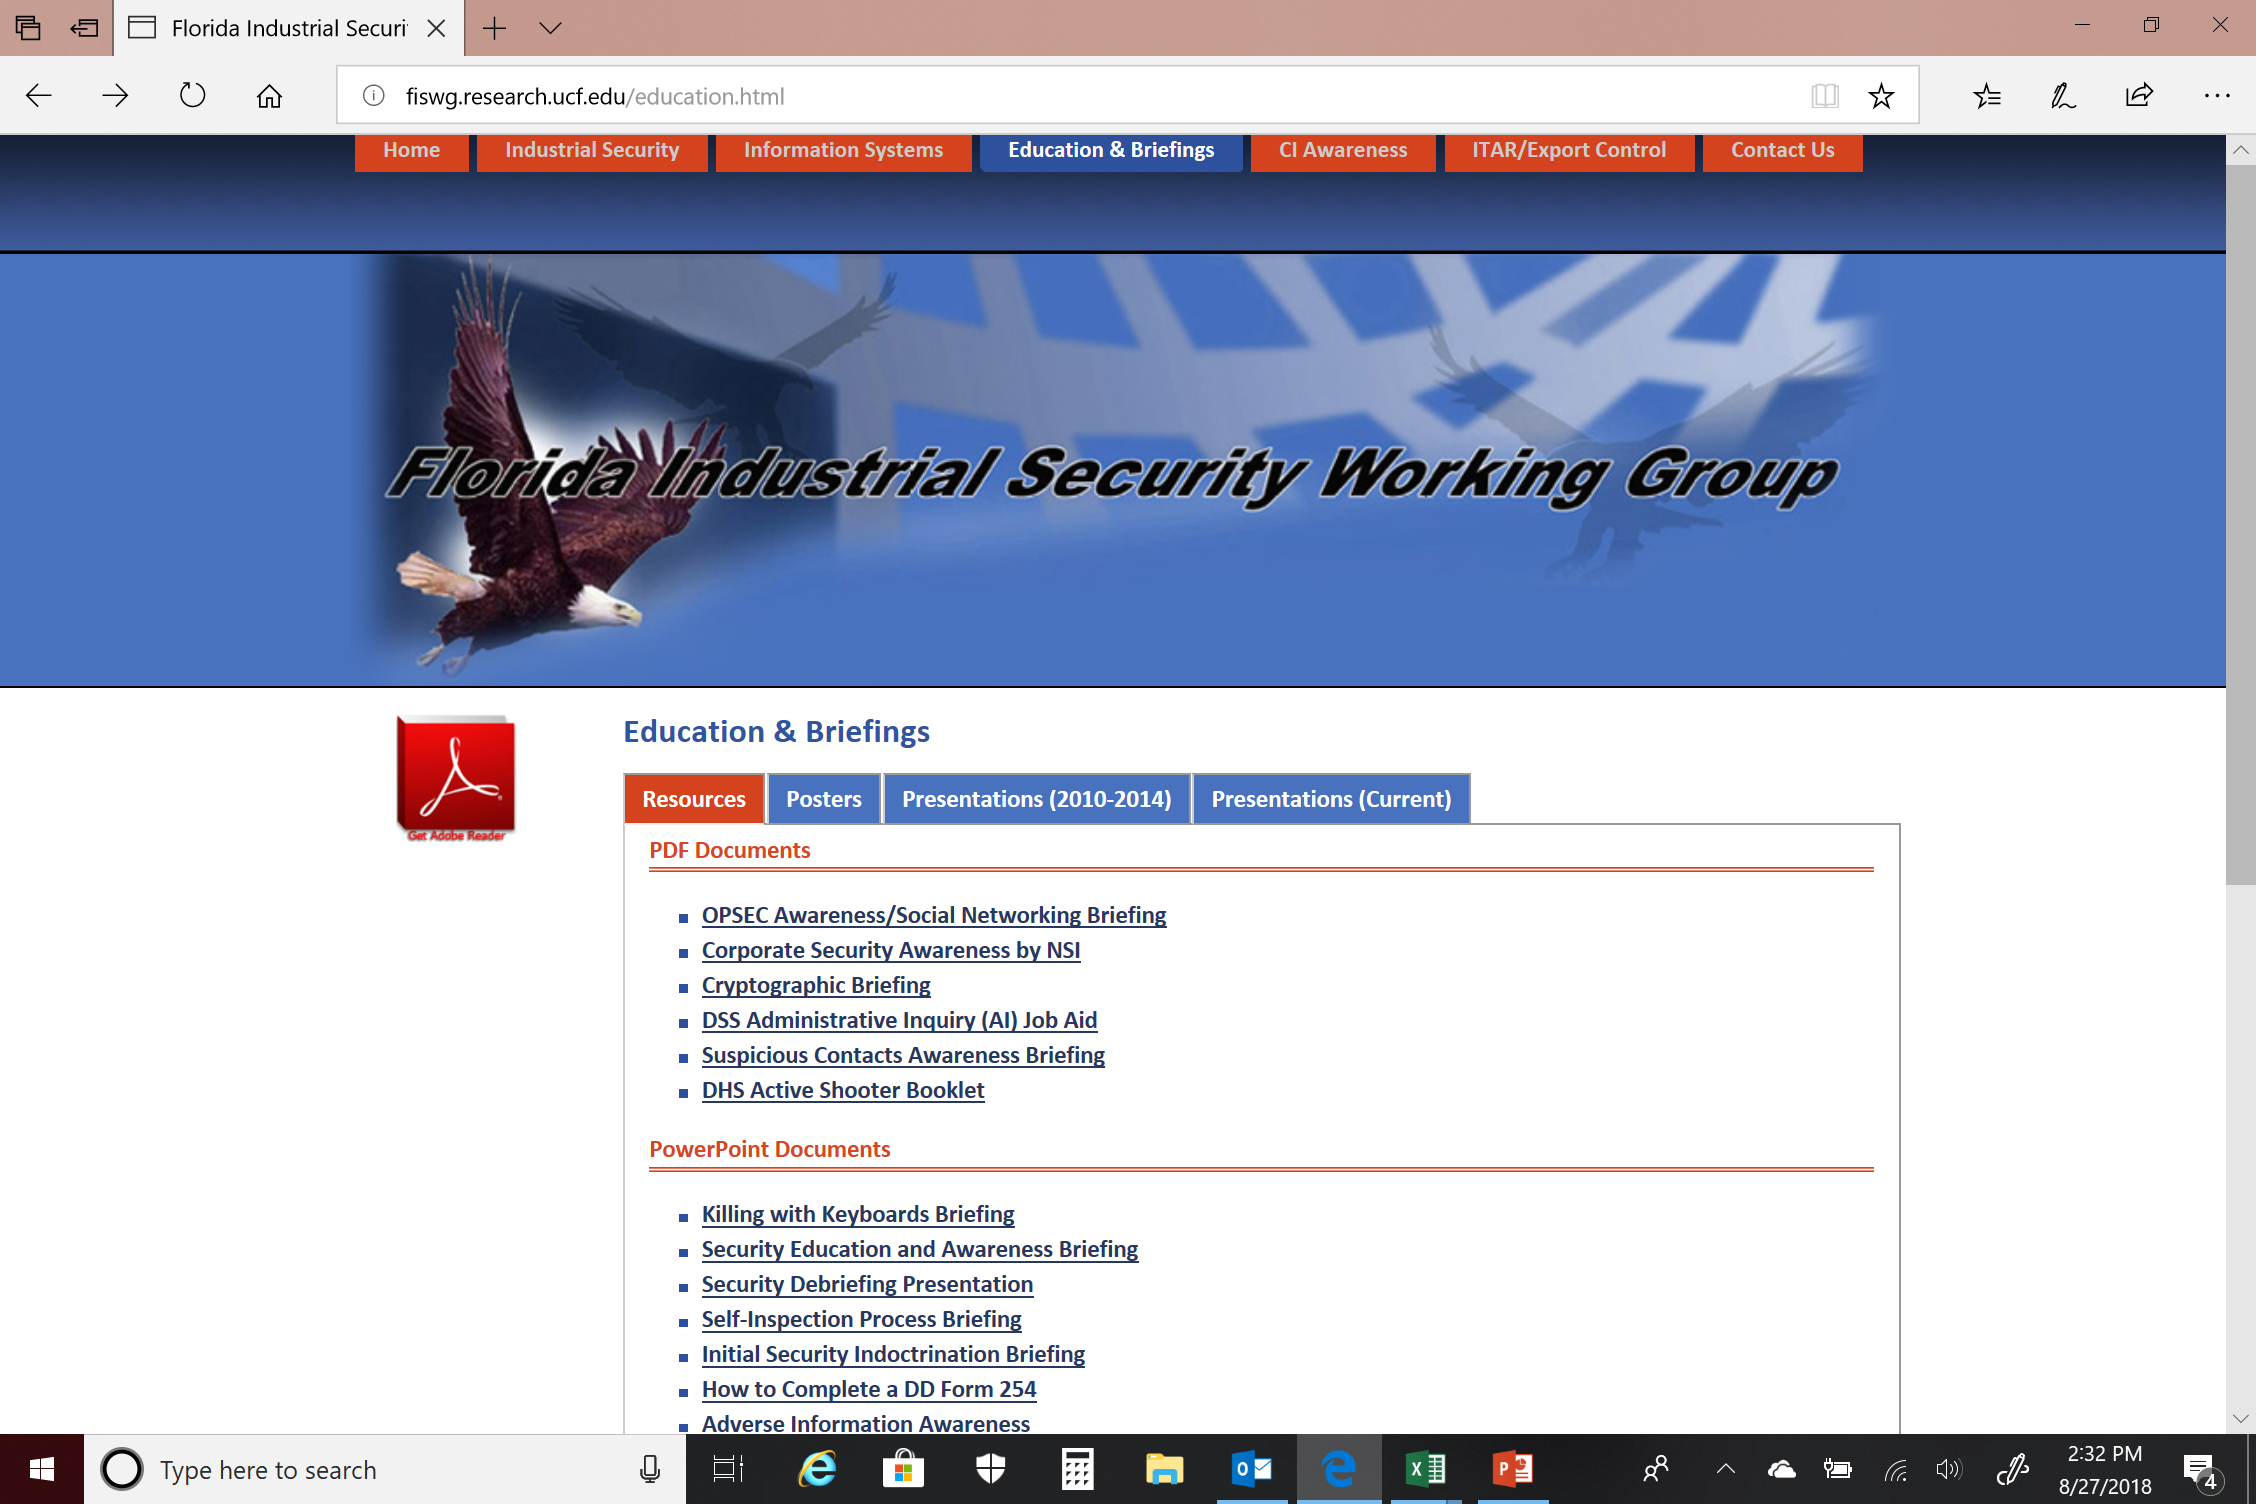 Florida Industrial Securi
fiswg.research.ucf.edu/education.html
Home Industrial Security Information Systems Education & Briefings CI Awareness ITAR/Export Control Contact Us
Florida Industrial Security Working Group
Get Adobe Reader
Education & Briefings
Resources Posters Presentations (2010-2014) Presentations (Current)
PDF Documents
OPSEC Awareness/Social Networking Briefing
Corporate Security Awareness by NSI
Cryptographic Briefing
DSS Administrative Inquiry (AI) Job Aid
Suspicious Contacts Awareness Briefing
DHS Active Shooter Booklet
PowerPoint Documents
Killing with Keyboards Briefing
Security Education and Awareness Briefing
Security Debriefing Presentation
Self-Inspection Process Briefing
Initial Security Indoctrination Briefing
How to Complete a DD Form 254
Adverse Information Awareness
Type here to search
2:32 PM
8/27/2018
4